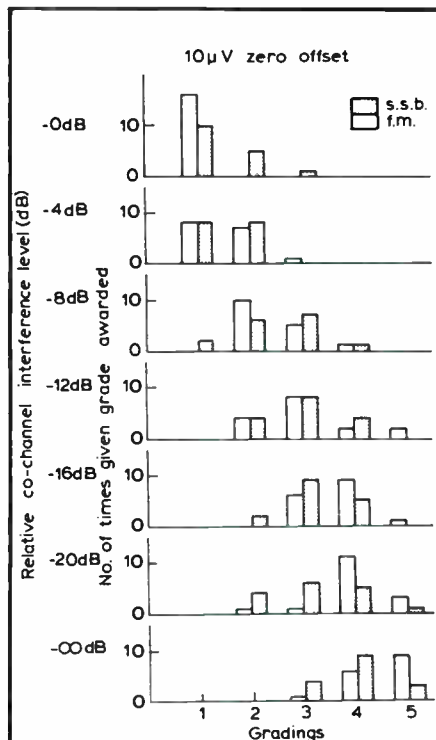 10µV zero offset
s.s.b.
f.m.
Relative co-channel interference level (dB)
No. of times given grade awarded
-0dB
10
0
-4dB
10
0
-8dB
10
0
-12dB
10
0
-16dB
10
0
-20dB
10
0
-∞dB
10
0
1 2 3 4 5
Gradings